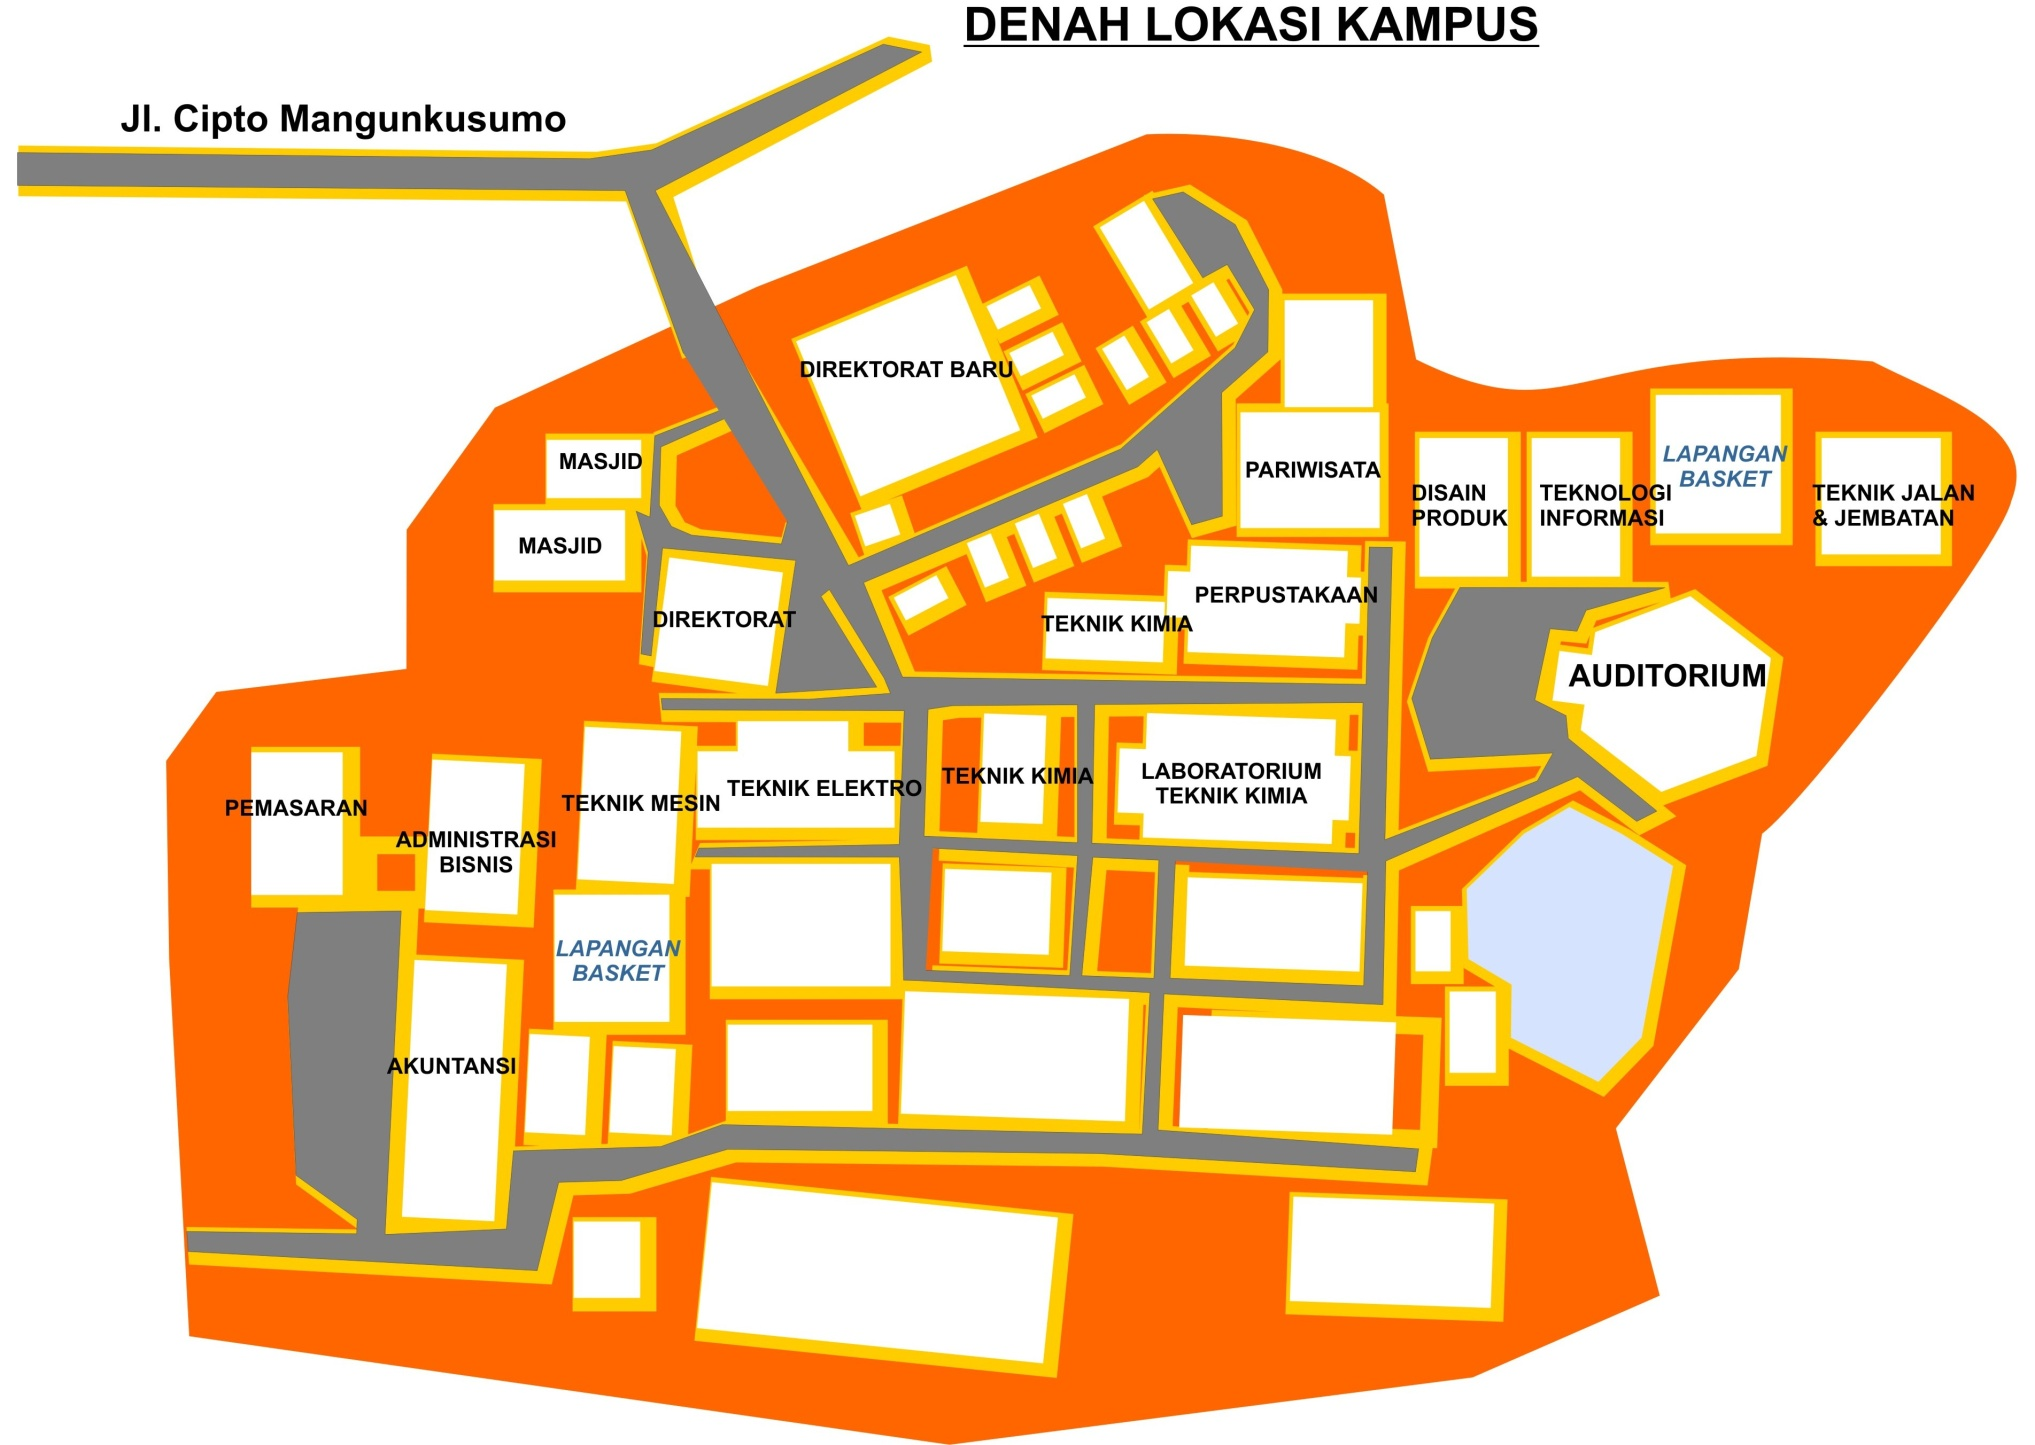 DENAH LOKASI KAMPUS
Jl. Cipto Mangunkusumo
DIREKTORAT BARU
MASJID
MASJID
DIREKTORAT
PARIWISATA
DISAIN
PRODUK
TEKNOLOGI
INFORMASI
LAPANGAN
BASKET
TEKNIK JALAN
& JEMBATAN
PERPUSTAKAAN
TEKNIK KIMIA
AUDITORIUM
PEMASARAN
ADMINISTRASI
BISNIS
TEKNIK MESIN
TEKNIK ELEKTRO
TEKNIK KIMIA
LABORATORIUM
TEKNIK KIMIA
LAPANGAN
BASKET
AKUNTANSI